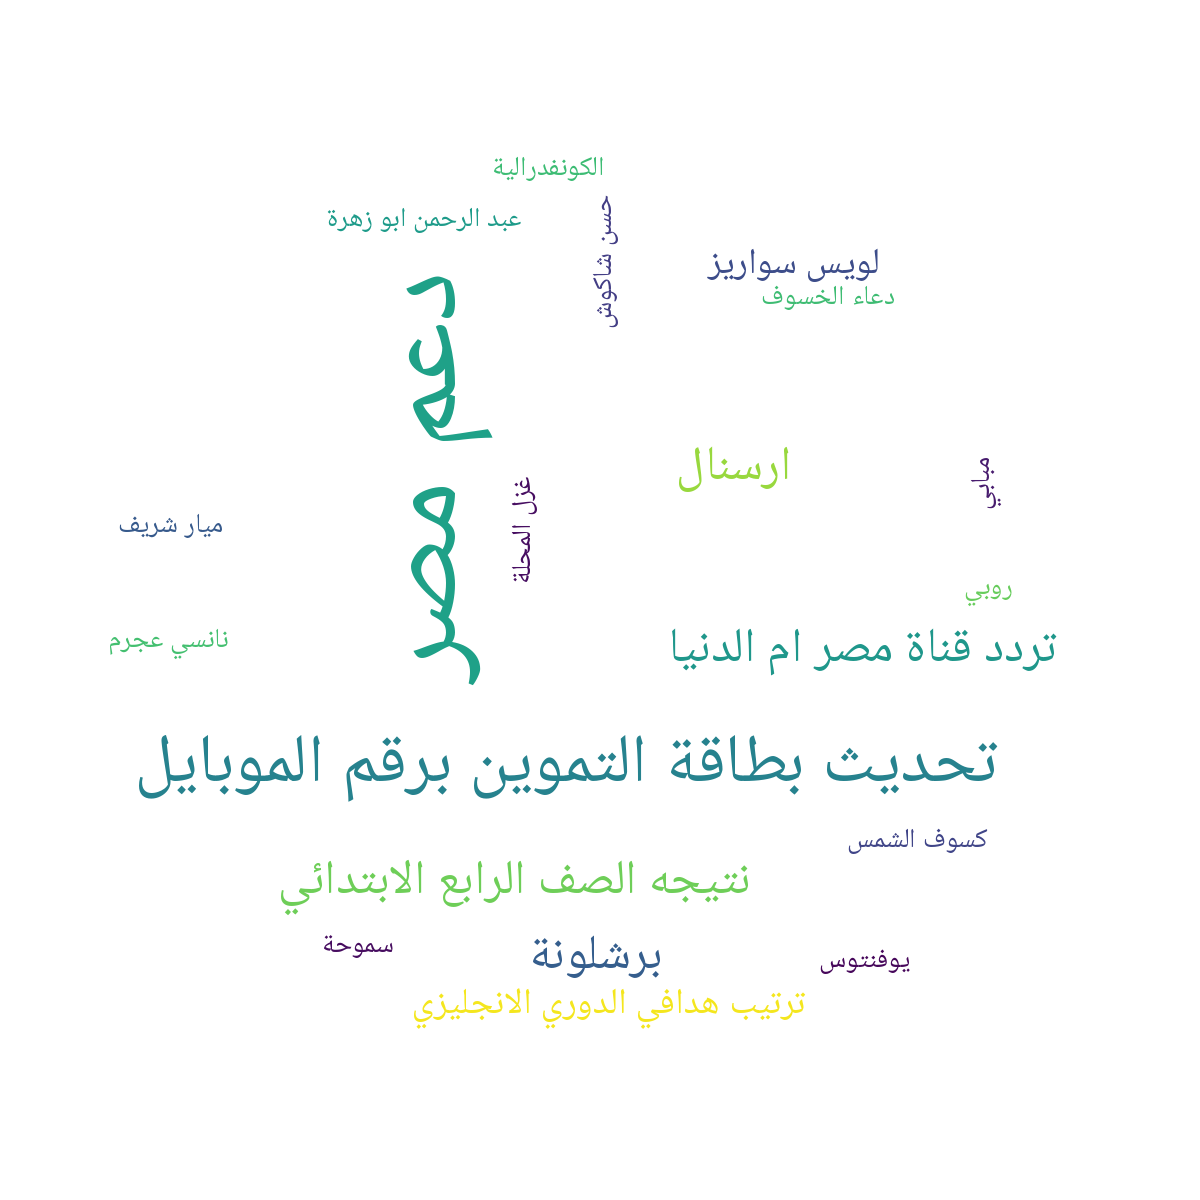 الكونفدرالية
عبد الرحمن ابو زهرة
حسن شاكوش
لويس سواريز
دعاء الخسوف
دعم مصر
ارسنال
مبابي
غزل المحلة
ميار شريف
روبي
نانسي عجرم
تردد قناة مصر ام الدنيا
تحديث بطاقة التموين برقم الموبايل
كسوف الشمس
نتيجه الصف الرابع الابتدائي
سموحة
برشلونة
يوفنتوس
ترتيب هدافي الدوري الانجليزي